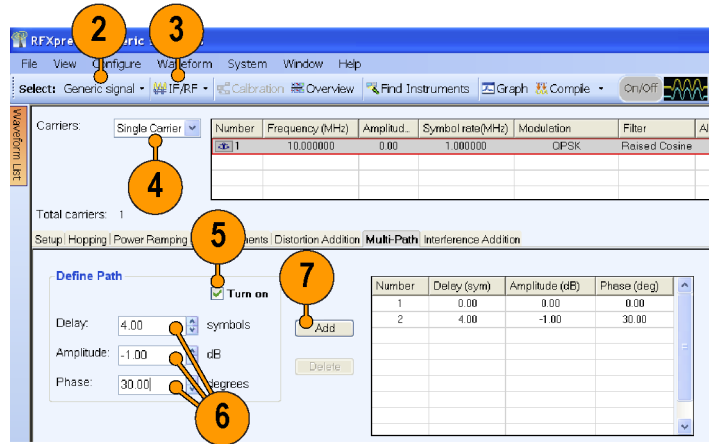 2 3
RFXpre eric
File View Configure Waveform System Window Help
Select: Generic signal IF/RF Calibration Overview Find Instruments Graph Compile On/Off
Waveform List
Carriers: Single Carrier
Number Frequency (MHz) Amplitud... Symbol rate(MHz) Modulation Filter Al
1 10.000000 0.00 1.000000 QPSK Raised Cosine
4
Total carriers: 1
5
Setup Hopping Power Ramping ents Distortion Addition Multi-Path Interference Addition
Define Path
Turn on
7
Number Delay (sym) Amplitude (dB) Phase (deg)
1 0.00 0.00 0.00
2 4.00 -1.00 30.00
Delay: 4.00 symbols
Add
Amplitude: -1.00 dB
Delete
Phase: 30.00 degrees
6